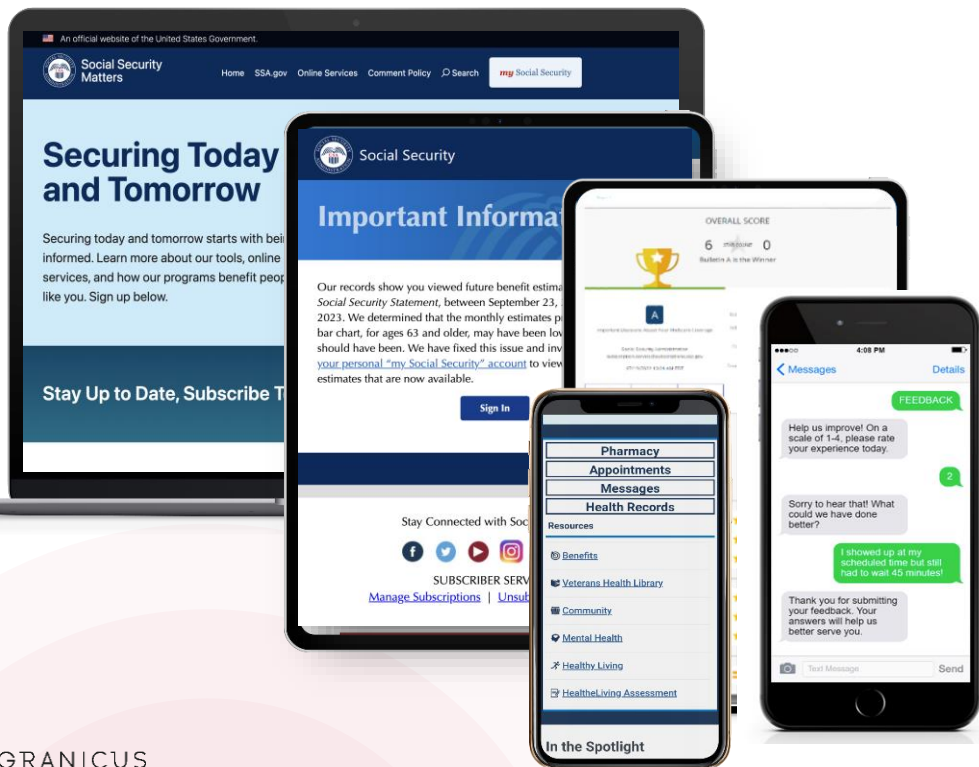 An official website of the United States Government.
Social Security
Matters
Home SSA.gov Online Services Comment Policy Search my Social Security
Securing Today
and Tomorrow
Securing today and tomorrow starts with
informed. Learn more about our tools, online
services, and how our programs benefit
like you. Sign up below.
Stay Up to Date, Subscribe
Social Security
Important
Our records show you viewed future benefit
Social Security Statement, between September 23,
2023. We determined that the monthly estimates
bar chart, for ages 63 and older, may have been
should have been. We have fixed this issue and
your personal “my Social Security” account to view
estimates that are now available.
Sign In
Stay Connected with
SUBSCRIBER
Manage Subscriptions |
OVERALL SCORE
6 0
Bulletin A is the Winner
A
Pharmacy
Appointments
Messages
Health Records
Resources
Benefits
Veterans Health Library
Community
Mental Health
Healthy Living
HealtheLiving Assessment
In the Spotlight
4:08 PM
Messages Details
FEEDBACK
Help us improve! On a
scale of 1-4, please rate
your experience today.
2
Sorry to hear that! What
could we have done
better?
I showed up at my
scheduled time but still
had to wait 45 minutes!
Thank you for submitting
your feedback. Your
answers will help us
better serve you.
Text Message Send
GRANICUS